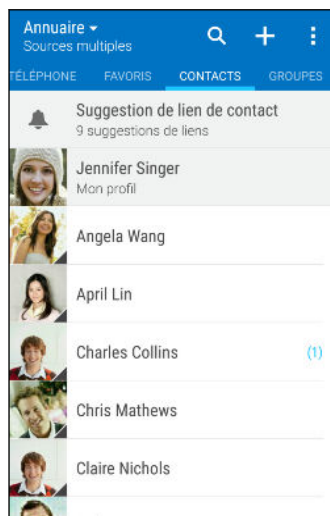 Annuaire
Sources multiples
TÉLÉPHONE FAVORIS CONTACTS GROUPES
Suggestion de lien de contact
9 suggestions de liens
Jennifer Singer
Mon profil
Angela Wang
April Lin
Charles Collins (1)
Chris Mathews
Claire Nichols